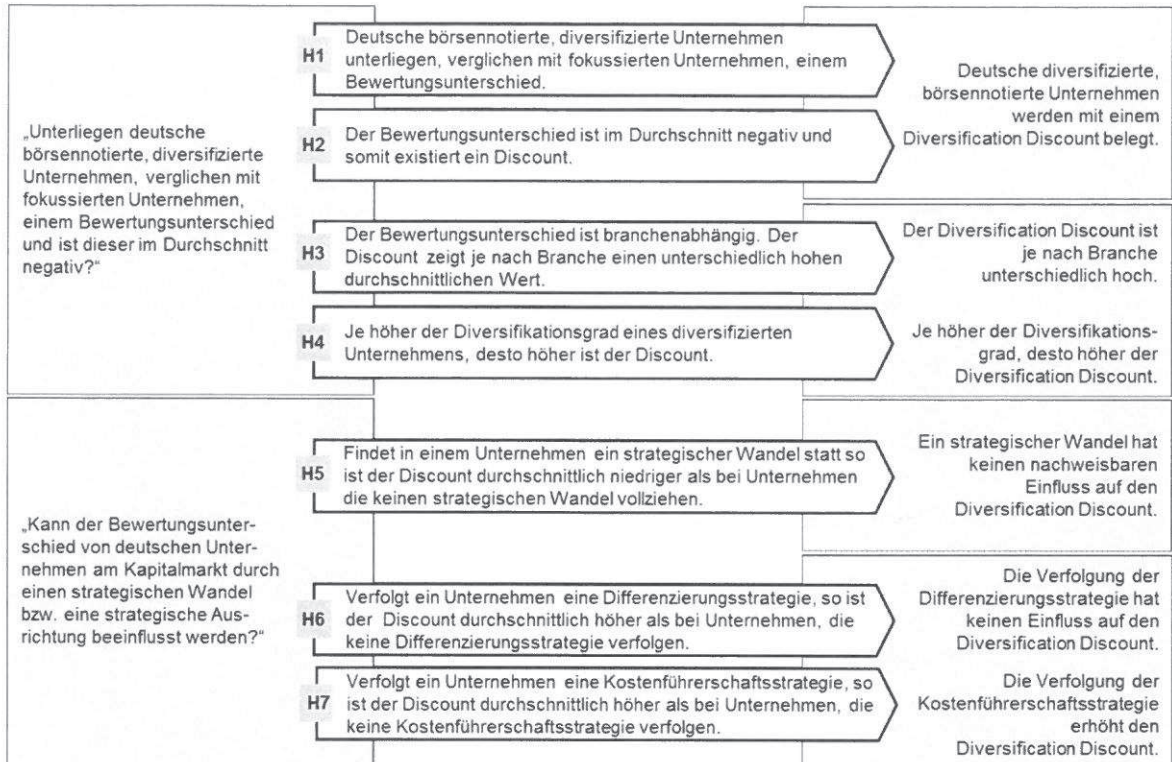 „Unterliegen deutsche
börsennotierte, diversifizierte
Unternehmen, verglichen mit
fokussierten Unternehmen,
einem Bewertungsunterschied
und ist dieser im Durchschnitt
negativ?“
H1
Deutsche börsennotierte, diversifizierte Unternehmen
unterliegen, verglichen mit fokussierten Unternehmen, einem
Bewertungsunterschied.
H2
Der Bewertungsunterschied ist im Durchschnitt negativ und
somit existiert ein Discount.
Deutsche diversifizierte,
börsennotierte Unternehmen
werden mit einem
Diversification Discount belegt.
H3
Der Bewertungsunterschied ist branchenabhängig. Der
Discount zeigt je nach Branche einen unterschiedlich hohen
durchschnittlichen Wert.
Der Diversification Discount ist
je nach Branche
unterschiedlich hoch.
H4
Je höher der Diversifikationsgrad eines diversifizierten
Unternehmens, desto höher ist der Discount.
Je höher der Diversifikations-
grad, desto höher der
Diversification Discount.
„Kann der Bewertungsunter-
schied von deutschen Unter-
nehmen am Kapitalmarkt durch
einen strategischen Wandel
bzw. eine strategische Aus-
richtung beeinflusst werden?“
H5
Findet in einem Unternehmen ein strategischer Wandel statt so
ist der Discount durchschnittlich niedriger als bei Unternehmen
die keinen strategischen Wandel vollziehen.
Ein strategischer Wandel hat
keinen nachweisbaren
Einfluss auf den
Diversification Discount.
H6
Verfolgt ein Unternehmen eine Differenzierungsstrategie, so ist
der Discount durchschnittlich höher als bei Unternehmen, die
keine Differenzierungsstrategie verfolgen.
Die Verfolgung der
Differenzierungsstrategie hat
keinen Einfluss auf den
Diversification Discount.
H7
Verfolgt ein Unternehmen eine Kostenführerschaftsstrategie, so
ist der Discount durchschnittlich höher als bei Unternehmen, die
keine Kostenführerschaftsstrategie verfolgen.
Die Verfolgung der
Kostenführerschaftsstrategie
erhöht den
Diversification Discount.